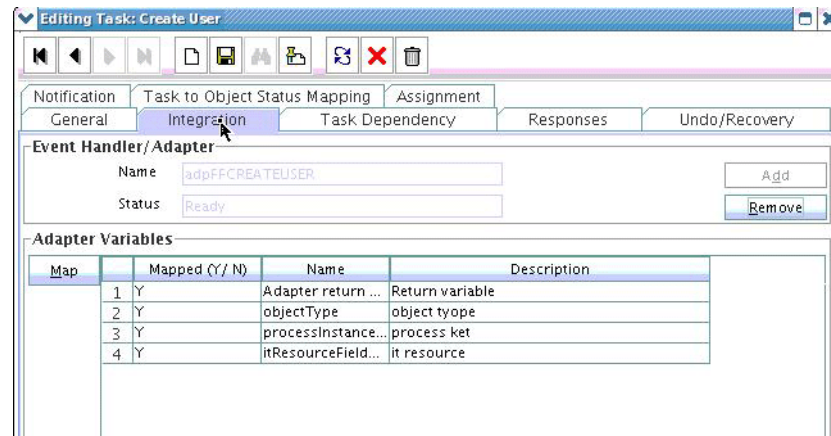 Editing Task: Create User
Notification Task to Object Status Mapping Assignment
General Integration Task Dependency Responses Undo/Recovery
Event Handler/Adapter
Name adpFFCREATEUSER Add
Status Ready Remove
Adapter Variables
Map Mapped (Y/ N) Name Description
1 Y Adapter return ... Return variable
2 Y objectType object tyope
3 Y processInstance... process ket
4 Y itResourceField... it resource